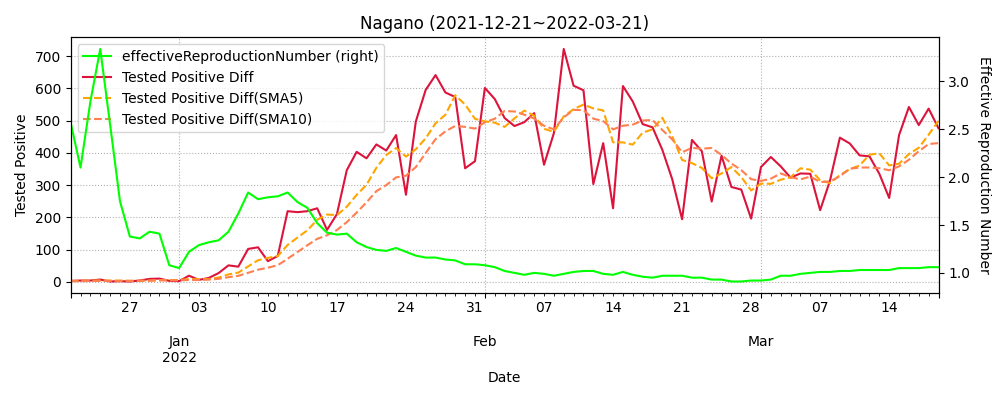 Nagano (2021-12-21~2022-03-21)
effectiveReproductionNumber (right)
Tested Positive Diff
Tested Positive Diff(SMA5)
Tested Positive Diff(SMA10)
Tested Positive
700
600
500
400
300
200
100
0
3.0
2.5
2.0
1.5
1.0
Effective Reproduction Number
27 03 10 17 24 31 07 14 21 28 07 14
Jan Feb Mar
2022
Date